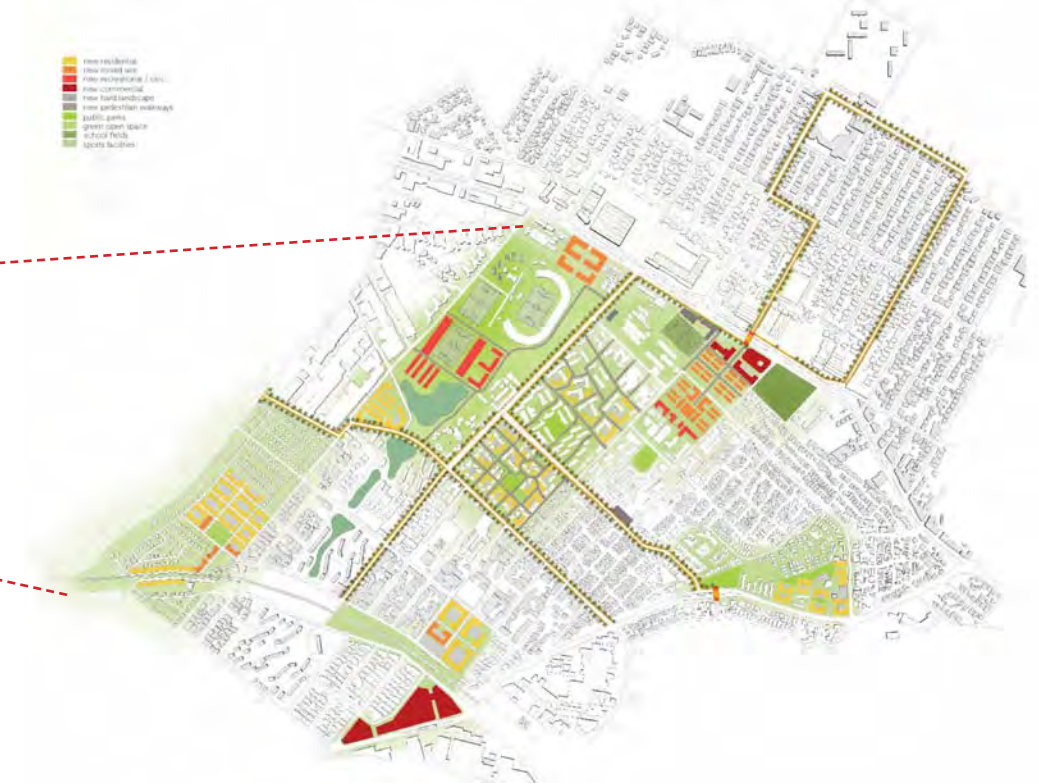 new residential
new mixed use
new recreational / civic
new commercial
new hard landscape
new pedestrian walkways
public parks
green open space
school fields
sports facilities